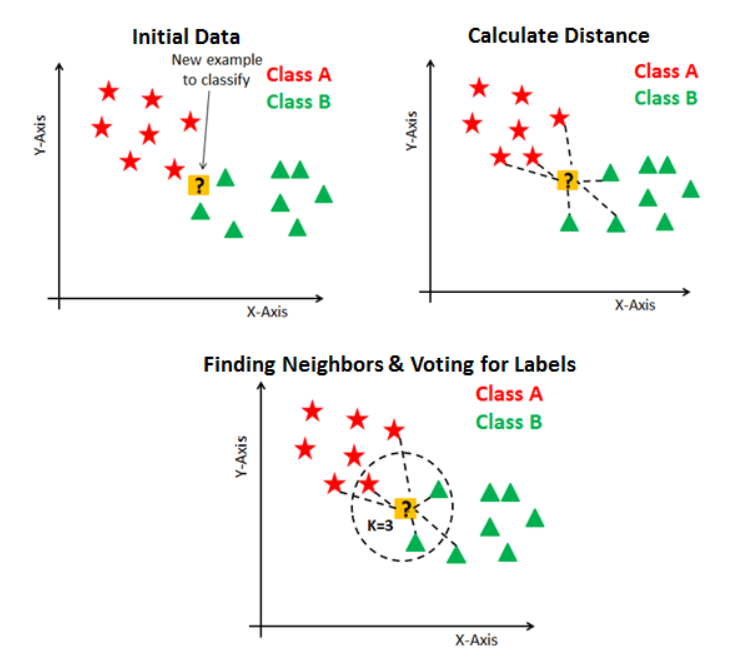 Initial Data
New example
to classify
Class A
Class B
Y-Axis
?
X-Axis
Calculate Distance
Class A
Class B
Y-Axis
?
X-Axis
Finding Neighbors & Voting for Labels
Class A
Class B
Y-Axis
?
K=3
X-Axis